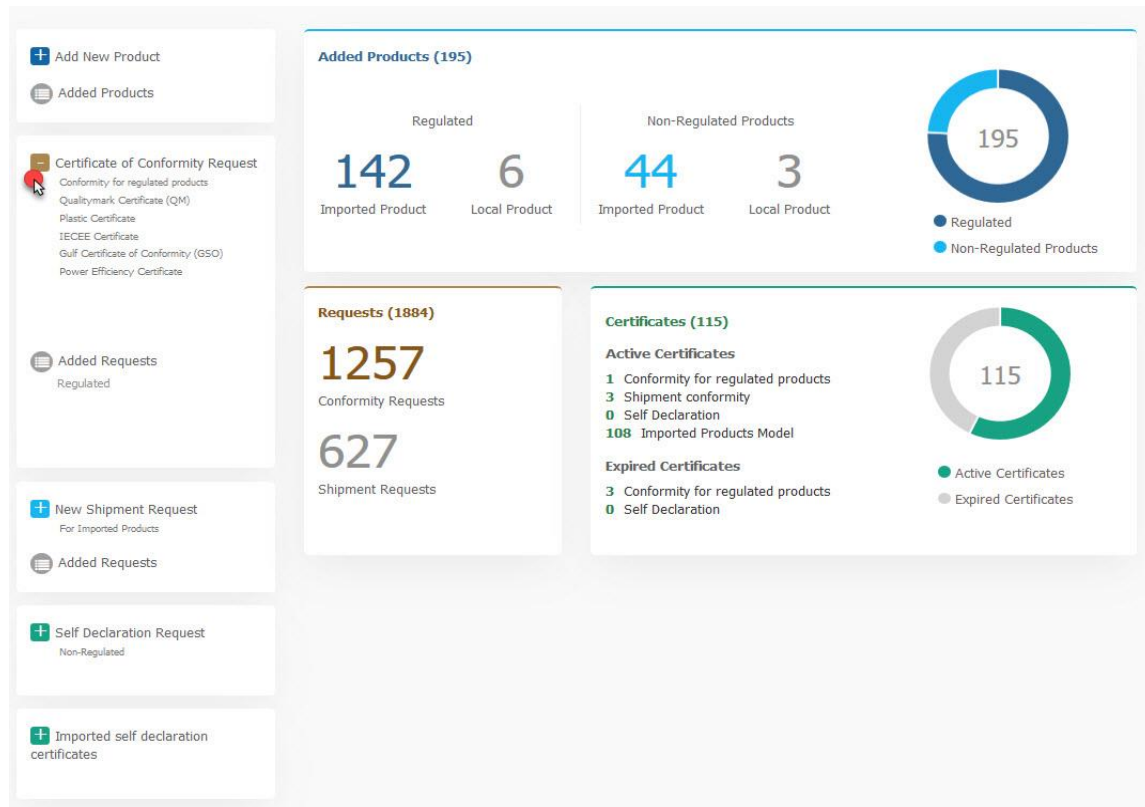 Add New Product
Added Products
Certificate of Conformity Request
Conformity for regulated products
Qualitymark Certificate (QM)
Plastic Certificate
IECEE Certificate
Gulf Certificate of Conformity (GSO)
Power Efficiency Certificate
Added Requests
Regulated
New Shipment Request
For Imported Products
Added Requests
Self Declaration Request
Non-Regulated
Imported self declaration
certificates
Added Products (195)
Regulated
142
Imported Product
6
Local Product
Non-Regulated Products
44
Imported Product
3
Local Product
195
Regulated
Non-Regulated Products
Requests (1884)
1257
Conformity Requests
627
Shipment Requests
Certificates (115)
Active Certificates
1 Conformity for regulated products
3 Shipment conformity
0 Self Declaration
108 Imported Products Model
Expired Certificates
3 Conformity for regulated products
0 Self Declaration
115
Active Certificates
Expired Certificates